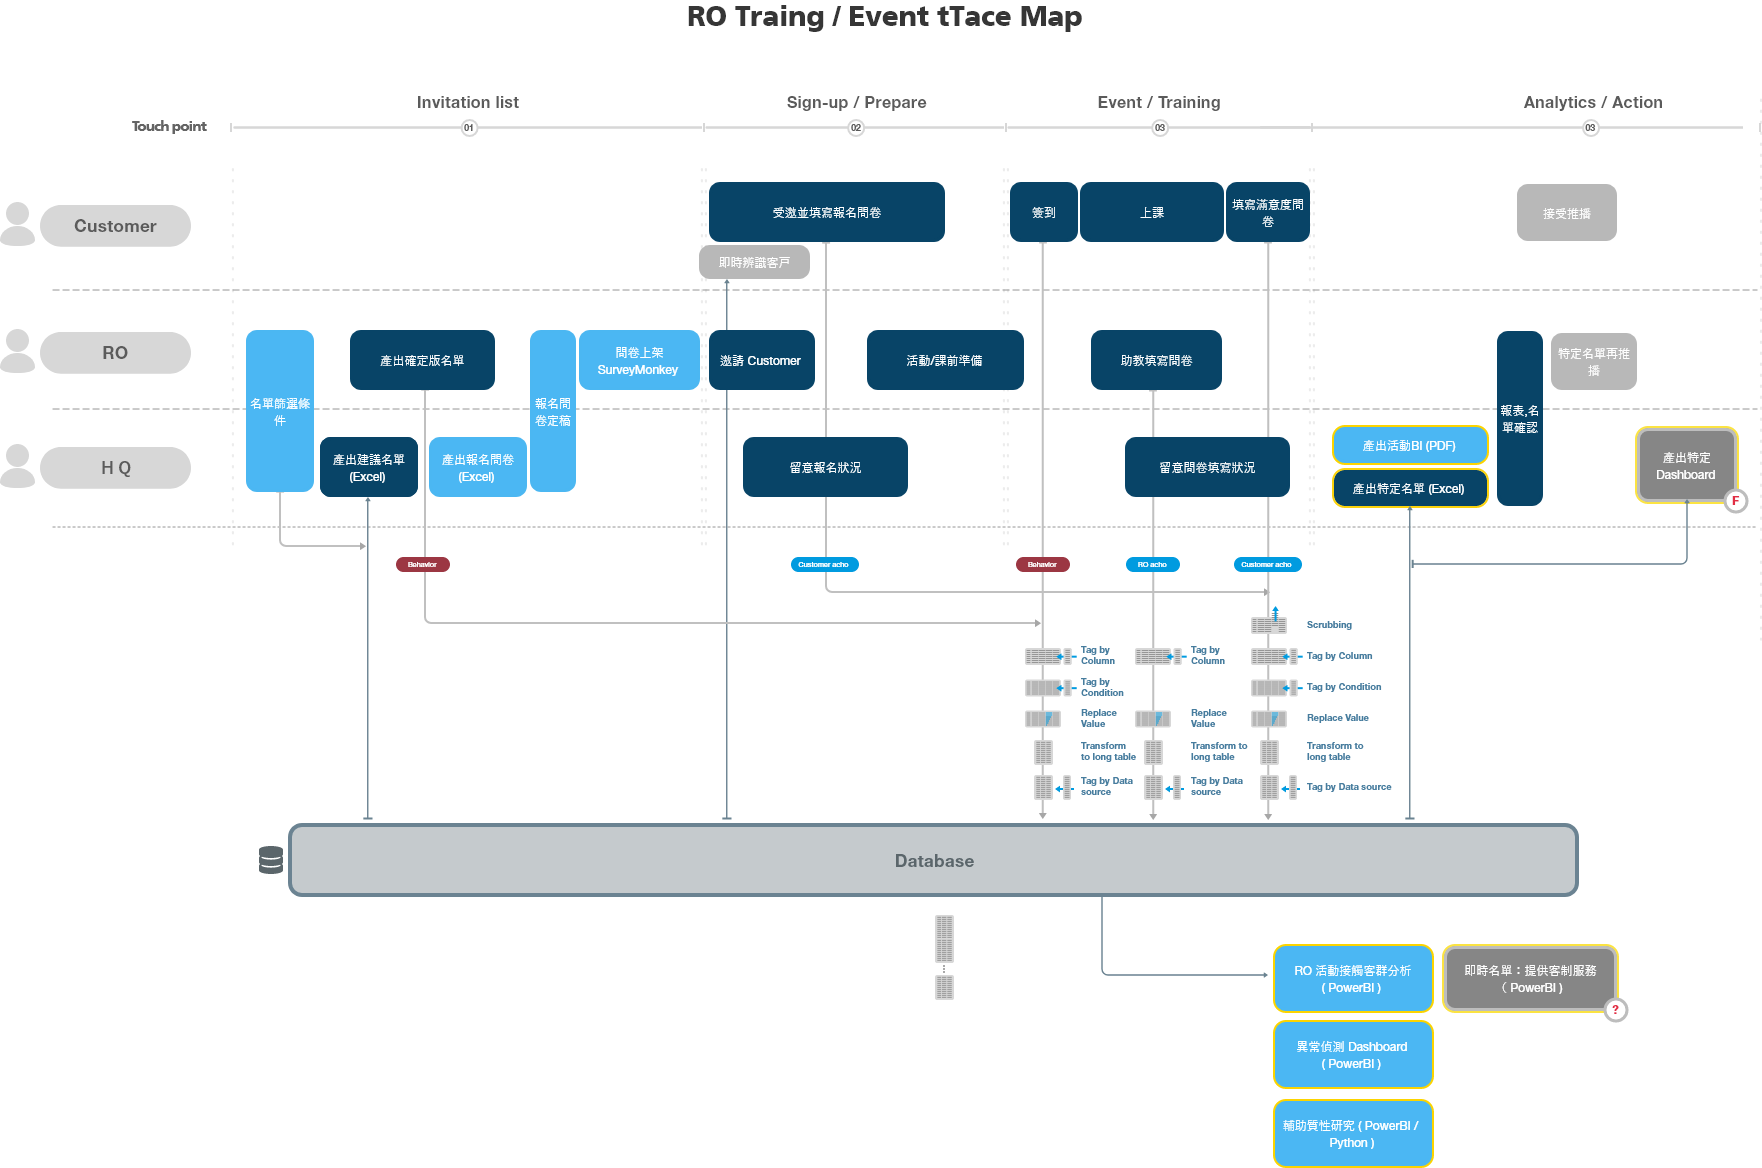 RO Traing / Event tTace Map
Invitation list
Sign-up / Prepare
Event / Training
Analytics / Action
Touch point
01
02
03
03
Customer
受邀並填寫報名問卷
簽到
上課
填寫滿意度問
卷
接受推播
即時辨識客戶
RO
名單篩選條
件
產出確定版名單
報名問
卷定稿
問卷上架
SurveyMonkey
邀請 Customer
活動/課前準備
助教填寫問卷
報表,名
單確認
特定名單再推
播
H Q
產出建議名單
(Excel)
產出報名問卷
(Excel)
留意報名狀況
留意問卷填寫狀況
產出活動BI (PDF)
產出特定名單 (Excel)
產出特定
Dashboard
F
Behavior
Customer acho
Behavior
RO acho
Customer acho
Scrubbing
Tag by
Column
Tag by
Column
Tag by Column
Tag by
Condition
Tag by Condition
Replace
Value
Replace
Value
Replace Value
Transform
to long table
Transform to
long table
Transform to
long table
Tag by Data
source
Tag by Data
source
Tag by Data source
Database
RO 活動接觸客群分析
( PowerBI )
即時名單：提供客制服務
（ PowerBI )
?
異常偵測 Dashboard
( PowerBI )
輔助質性研究 ( PowerBI /
Python )